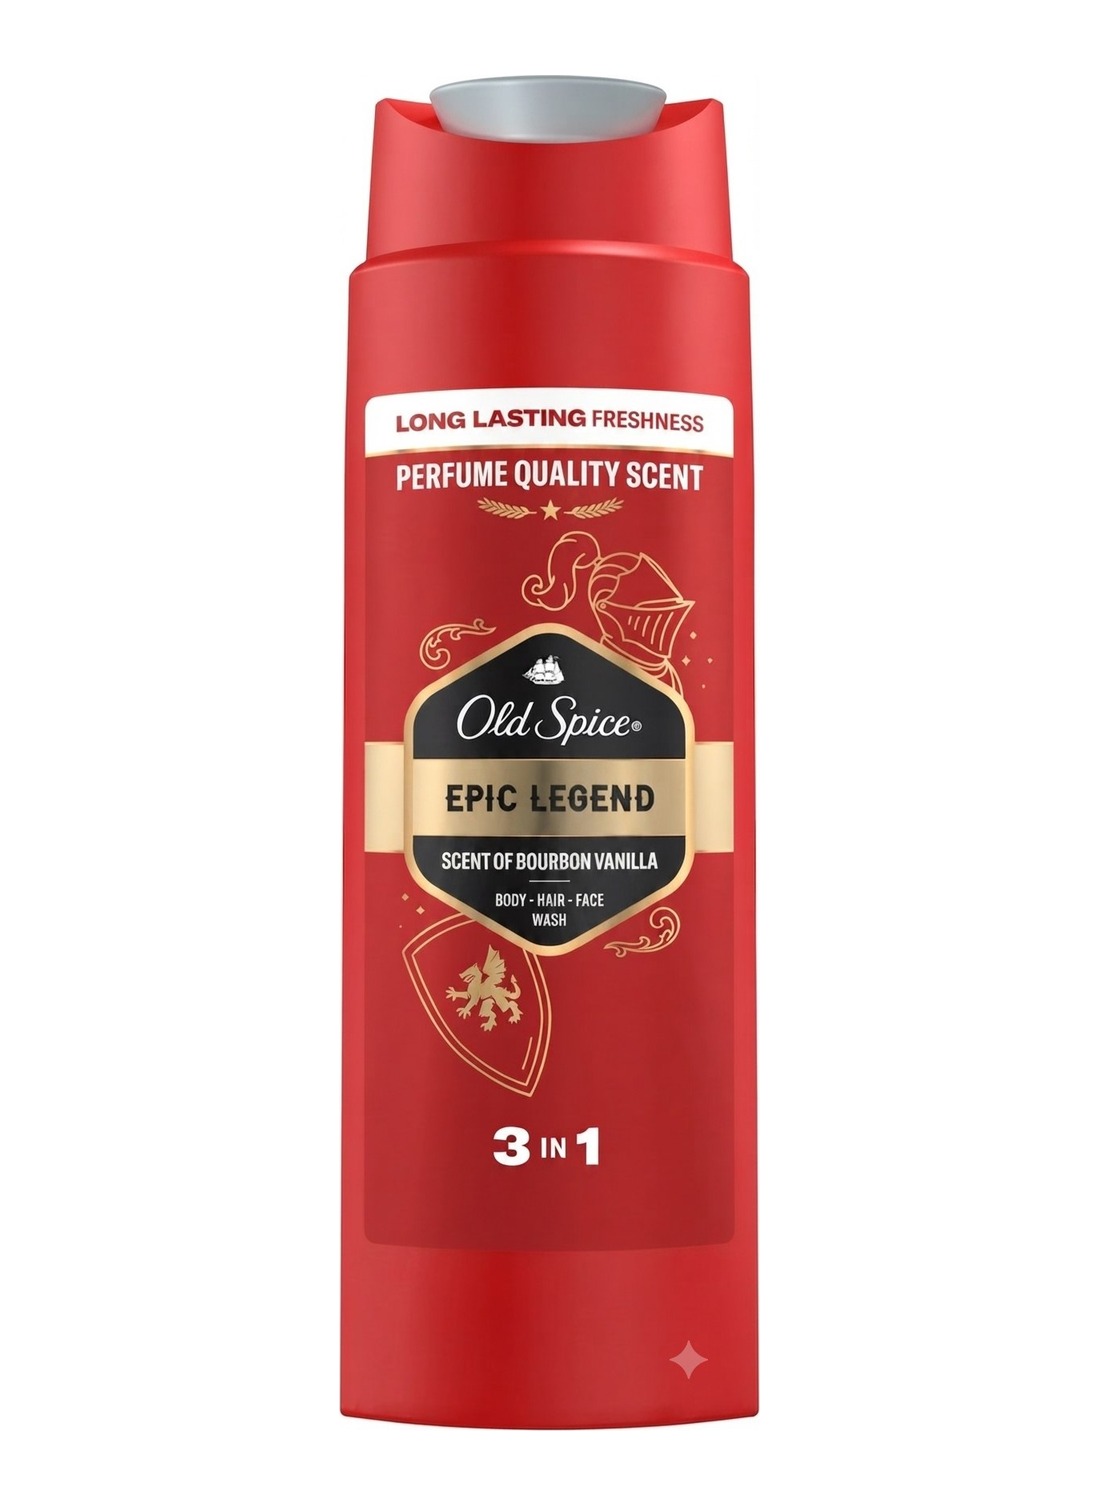 LONG LASTING FRESHNESS
PERFUME QUALITY SCENT
Old Spice®
EPIC LEGEND
SCENT OF BOURBON VANILLA
BODY - HAIR - FACE
WASH
3 IN 1